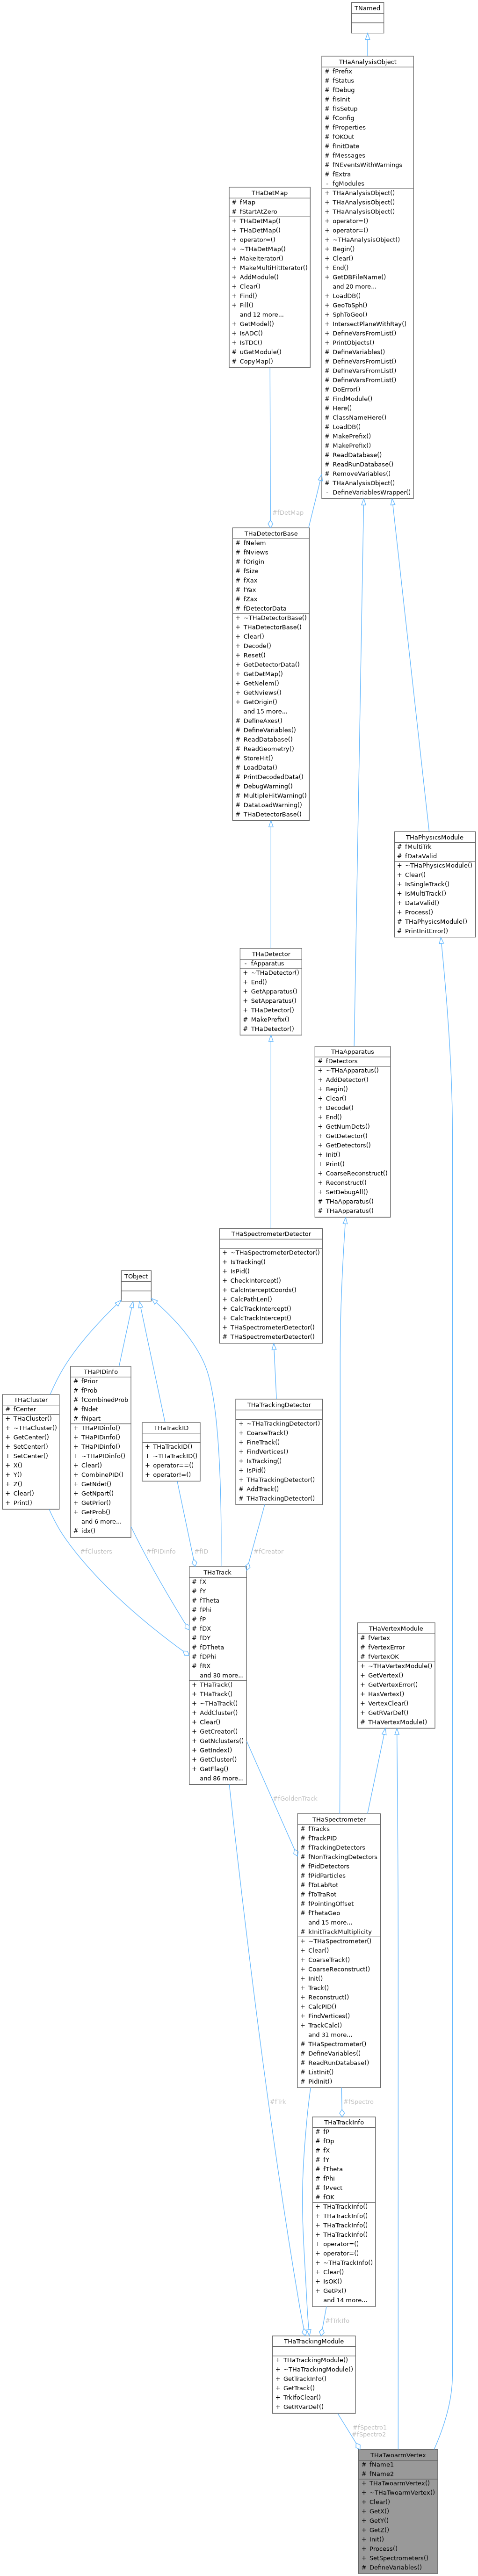 TNamed
THaAnalysisObject
# fPrefix
# fStatus
# fDebug
# fIsInit
# fIsSetup
# fConfig
# fProperties
# fOKOut
# fInitDate
# fMessages
# fNEventsWithWarnings
# fExtra
- fgModules
+ THaAnalysisObject()
+ THaAnalysisObject()
+ THaAnalysisObject()
+ operator=()
+ operator=()
+ ~THaAnalysisObject()
+ Begin()
+ Clear()
+ End()
+ GetDBFileName()
and 20 more...
+ LoadDB()
+ GeoToSph()
+ SphToGeo()
+ IntersectPlaneWithRay()
+ DefineVarsFromList()
+ PrintObjects()
# DefineVariables()
# DefineVarsFromList()
# DefineVarsFromList()
# DefineVarsFromList()
# DoError()
# FindModule()
# Here()
# ClassNameHere()
# LoadDB()
# MakePrefix()
# MakePrefix()
# ReadDatabase()
# ReadRunDatabase()
# RemoveVariables()
# THaAnalysisObject()
- DefineVariablesWrapper()
THaDetMap
# fMap
# fStartAtZero
+ THaDetMap()
+ THaDetMap()
+ operator=()
+ ~THaDetMap()
+ MakeIterator()
+ MakeMultiHitIterator()
+ AddModule()
+ Clear()
+ Find()
+ Fill()
and 12 more...
+ GetModel()
+ IsADC()
+ IsTDC()
# uGetModule()
# CopyMap()
#fDetMap
THaDetectorBase
# fNelem
# fNviews
# fOrigin
# fSize
# fXax
# fYax
# fZax
# fDetectorData
+ ~THaDetectorBase()
+ THaDetectorBase()
+ Clear()
+ Decode()
+ Reset()
+ GetDetectorData()
+ GetDetMap()
+ GetNelem()
+ GetNviews()
+ GetOrigin()
and 15 more...
# DefineAxes()
# DefineVariables()
# ReadDatabase()
# ReadGeometry()
# StoreHit()
# LoadData()
# PrintDecodedData()
# DebugWarning()
# MultipleHitWarning()
# DataLoadWarning()
# THaDetectorBase()
THaPhysicsModule
# fMultiTrk
# fDataValid
+ ~THaPhysicsModule()
+ Clear()
+ IsSingleTrack()
+ IsMultiTrack()
+ DataValid()
+ Process()
# THaPhysicsModule()
# PrintInitError()
THaDetector
- fApparatus
+ ~THaDetector()
+ End()
+ GetApparatus()
+ SetApparatus()
+ THaDetector()
# MakePrefix()
# THaDetector()
THaApparatus
# fDetectors
+ ~THaApparatus()
+ AddDetector()
+ Begin()
+ Clear()
+ Decode()
+ End()
+ GetNumDets()
+ GetDetector()
+ GetDetectors()
+ Init()
+ Print()
+ CoarseReconstruct()
+ Reconstruct()
+ SetDebugAll()
# THaApparatus()
# THaApparatus()
THaSpectrometerDetector
+ ~THaSpectrometerDetector()
+ IsTracking()
+ IsPid()
+ CheckIntercept()
+ CalcInterceptCoords()
+ CalcPathLen()
+ CalcTrackIntercept()
+ CalcTrackIntercept()
+ THaSpectrometerDetector()
# THaSpectrometerDetector()
TObject
THaCluster
# fCenter
+ THaCluster()
+ ~THaCluster()
+ GetCenter()
+ SetCenter()
+ SetCenter()
+ X()
+ Y()
+ Z()
+ Clear()
+ Print()
THaPIDinfo
# fPrior
# fProb
# fCombinedProb
# fNdet
# fNpart
+ THaPIDinfo()
+ THaPIDinfo()
+ THaPIDinfo()
+ ~THaPIDinfo()
+ Clear()
+ CombinePID()
+ GetNdet()
+ GetNpart()
+ GetPrior()
+ GetProb()
and 6 more...
# idx()
THaTrackID
+ THaTrackID()
+ ~THaTrackID()
+ operator==()
+ operator!=()
THaTrackingDetector
+ ~THaTrackingDetector()
+ CoarseTrack()
+ FineTrack()
+ FindVertices()
+ IsTracking()
+ IsPid()
+ THaTrackingDetector()
# AddTrack()
# THaTrackingDetector()
#fClusters
#fPIDinfo
#fID
#fCreator
THaTrack
# fX
# fY
# fTheta
# fPhi
# fP
# fDX
# fDY
# fDTheta
# fDPhi
# fRX
and 30 more...
+ THaTrack()
+ THaTrack()
+ ~THaTrack()
+ AddCluster()
+ Clear()
+ GetCreator()
+ GetNclusters()
+ GetIndex()
+ GetCluster()
+ GetFlag()
and 86 more...
THaVertexModule
# fVertex
# fVertexError
# fVertexOK
+ ~THaVertexModule()
+ GetVertex()
+ GetVertexError()
+ HasVertex()
+ VertexClear()
+ GetRVarDef()
# THaVertexModule()
#fGoldenTrack
THaSpectrometer
# fTracks
# fTrackPID
# fTrackingDetectors
# fNonTrackingDetectors
# fPidDetectors
# fPidParticles
# fToLabRot
# fToTraRot
# fPointingOffset
# fThetaGeo
and 15 more...
# kInitTrackMultiplicity
+ ~THaSpectrometer()
+ Clear()
+ CoarseTrack()
+ CoarseReconstruct()
+ Init()
+ Track()
+ Reconstruct()
+ CalcPID()
+ FindVertices()
+ TrackCalc()
and 31 more...
# THaSpectrometer()
# DefineVariables()
# ReadRunDatabase()
# ListInit()
# PidInit()
#fTrk
#fSpectro
THaTrackInfo
# fP
# fDp
# fX
# fY
# fTheta
# fPhi
# fPvect
# fOK
+ THaTrackInfo()
+ THaTrackInfo()
+ THaTrackInfo()
+ THaTrackInfo()
+ operator=()
+ operator=()
+ ~THaTrackInfo()
+ Clear()
+ IsOK()
+ GetPx()
and 14 more...
#fTrkIfo
THaTrackingModule
+ THaTrackingModule()
+ ~THaTrackingModule()
+ GetTrackInfo()
+ GetTrack()
+ TrkIfoClear()
+ GetRVarDef()
#fSpectro1
#fSpectro2
THaTwoarmVertex
# fName1
# fName2
+ THaTwoarmVertex()
+ ~THaTwoarmVertex()
+ Clear()
+ GetX()
+ GetY()
+ GetZ()
+ Init()
+ Process()
+ SetSpectrometers()
# DefineVariables()